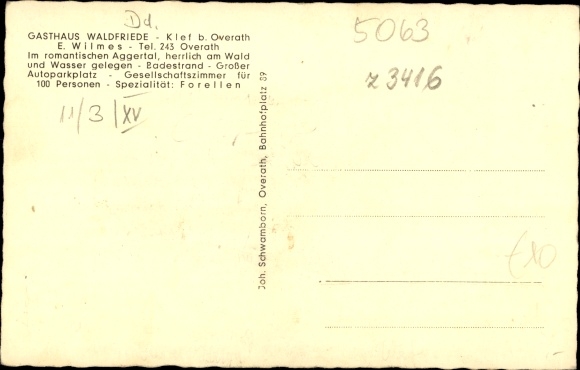 Dd.
GASTHAUS WALDFRIEDE - Klef b. Overath
E. Wilmes - Tel. 243 Overath
Im romantischen Aggertal, herrlich am Wald
und Wasser gelegen - Badestrand - Großer
Autoparkplatz - Gesellschaftszimmer für
100 Personen - Spezialität: Forellen
11/3/XV
Joh. Schwamborn, Overath, Bahnhofplatz 89
5063
z 3416